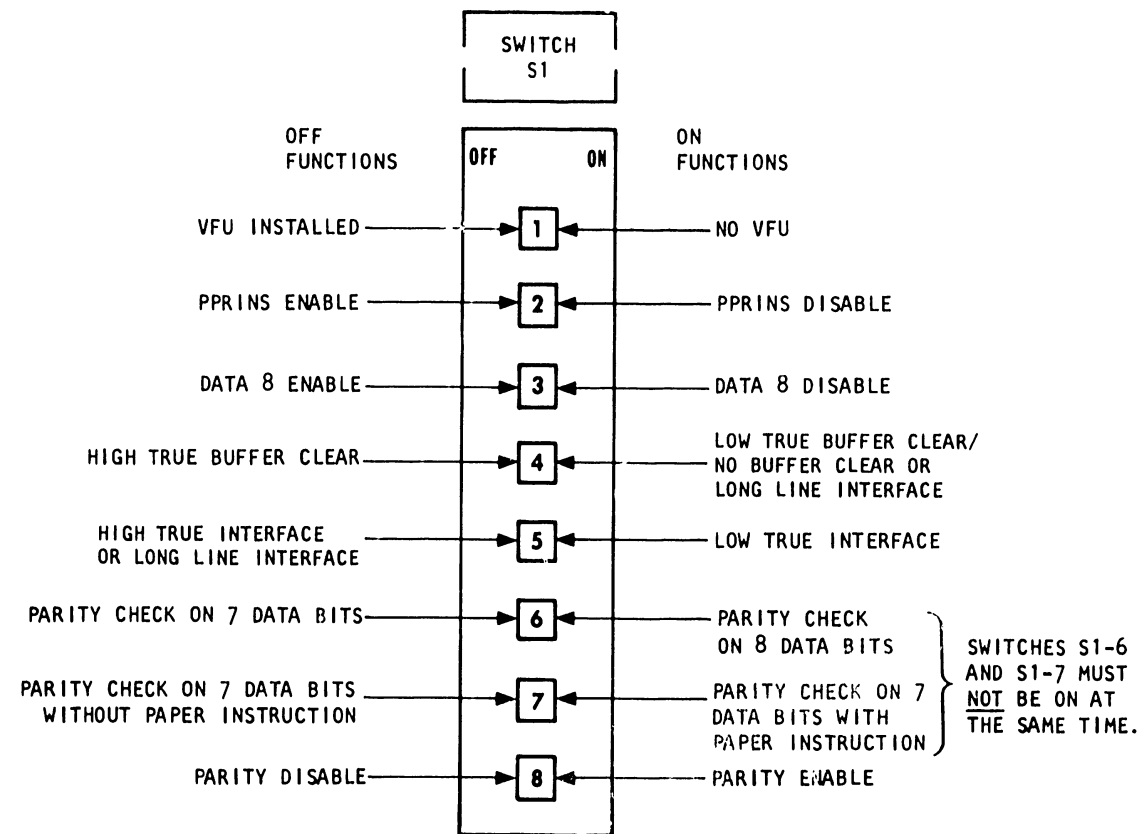 SWITCH
S1
OFF
FUNCTIONS
ON
FUNCTIONS
OFF ON
VFU INSTALLED 1 NO VFU
PPRINS ENABLE 2 PPRINS DISABLE
DATA 8 ENABLE 3 DATA 8 DISABLE
HIGH TRUE BUFFER CLEAR 4
LOW TRUE BUFFER CLEAR/
NO BUFFER CLEAR OR
LONG LINE INTERFACE
HIGH TRUE INTERFACE
OR LONG LINE INTERFACE
5 LOW TRUE INTERFACE
PARITY CHECK ON 7 DATA BITS 6
PARITY CHECK
ON 8 DATA BITS
PARITY CHECK ON 7 DATA BITS
WITHOUT PAPER INSTRUCTION
7
PARITY CHECK ON 7
DATA BITS WITH
PAPER INSTRUCTION
SWITCHES S1-6
AND S1-7 MUST
NOT BE ON AT
THE SAME TIME.
PARITY DISABLE 8 PARITY ENABLE